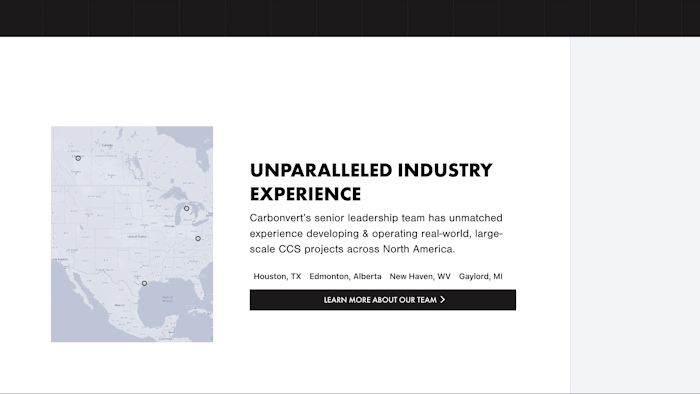 UNPARALLELED INDUSTRY
EXPERIENCE
Carbonvert's senior leadership team has unmatched
experience developing & operating real-world, large-
scale CCS projects across North America.
Houston, TX Edmonton, Alberta New Haven, WV Gaylord, MI
LEARN MORE ABOUT OUR TEAM